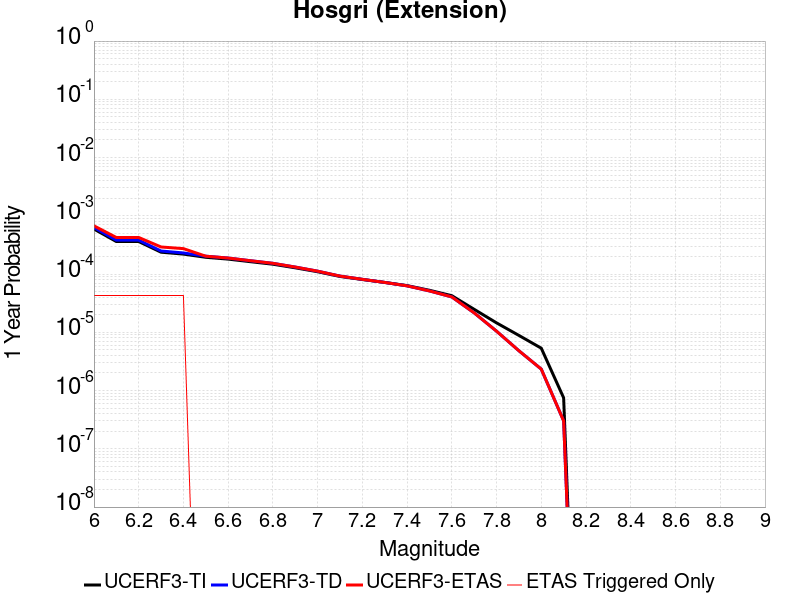 Hosgri (Extension)
10^0
10^-1
10^-2
10^-3
10^-4
10^-5
10^-6
10^-7
10^-8
1 Year Probability
6 6.2 6.4 6.6 6.8 7 7.2 7.4 7.6 7.8 8 8.2 8.4 8.6 8.8 9
Magnitude
UCERF3-TI UCERF3-TD UCERF3-ETAS ETAS Triggered Only